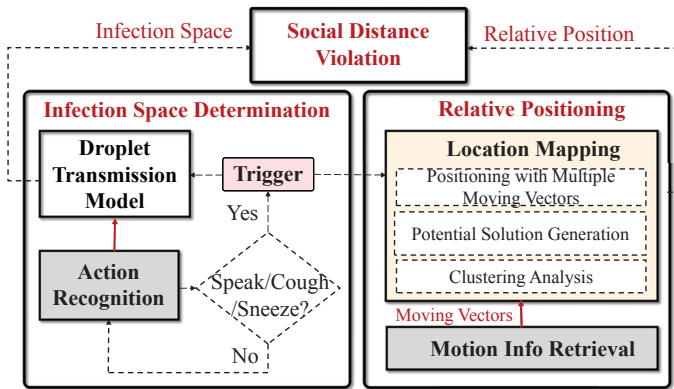 Infection Space
Social Distance
Violation
Relative Position
Infection Space Determination
Droplet
Transmission
Model
Trigger
Yes
Action
Recognition
Speak/Cough
/Sneeze?
No
Relative Positioning
Location Mapping
Positioning with Multiple
Moving Vectors
Potential Solution Generation
Clustering Analysis
Moving Vectors
Motion Info Retrieval